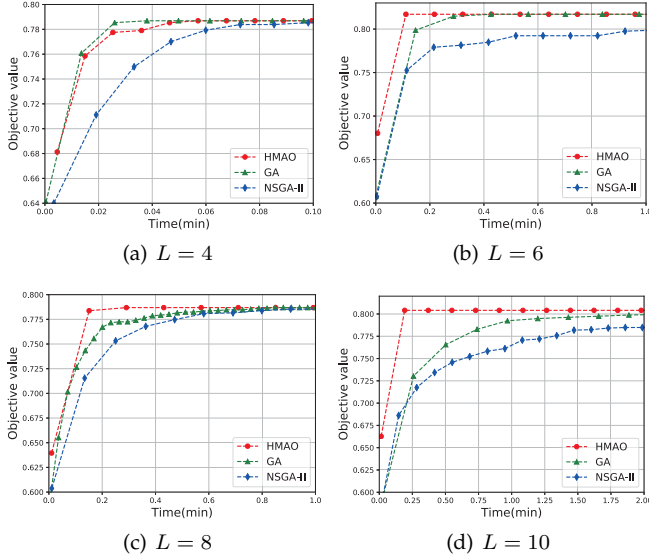 0.80
0.78
0.76
0.74
0.72
0.70
0.68
0.66
0.64
Objective value
HMAO
GA
NSGA-II
0.00 0.02 0.04 0.06 0.08 0.10
Time(min)
(a) L = 4
0.80
0.75
0.70
0.65
0.60
Objective value
HMAO
GA
NSGA-II
0.0 0.2 0.4 0.6 0.8 1.0
Time(min)
(b) L = 6
0.800
0.775
0.750
0.725
0.700
0.675
0.650
0.625
0.600
Objective value
HMAO
GA
NSGA-II
0.0 0.2 0.4 0.6 0.8 1.0
Time(min)
(c) L = 8
0.800
0.775
0.750
0.725
0.700
0.675
0.650
0.625
0.600
Objective value
HMAO
GA
NSGA-II
0.00 0.25 0.50 0.75 1.00 1.25 1.50 1.75 2.00
Time(min)
(d) L = 10